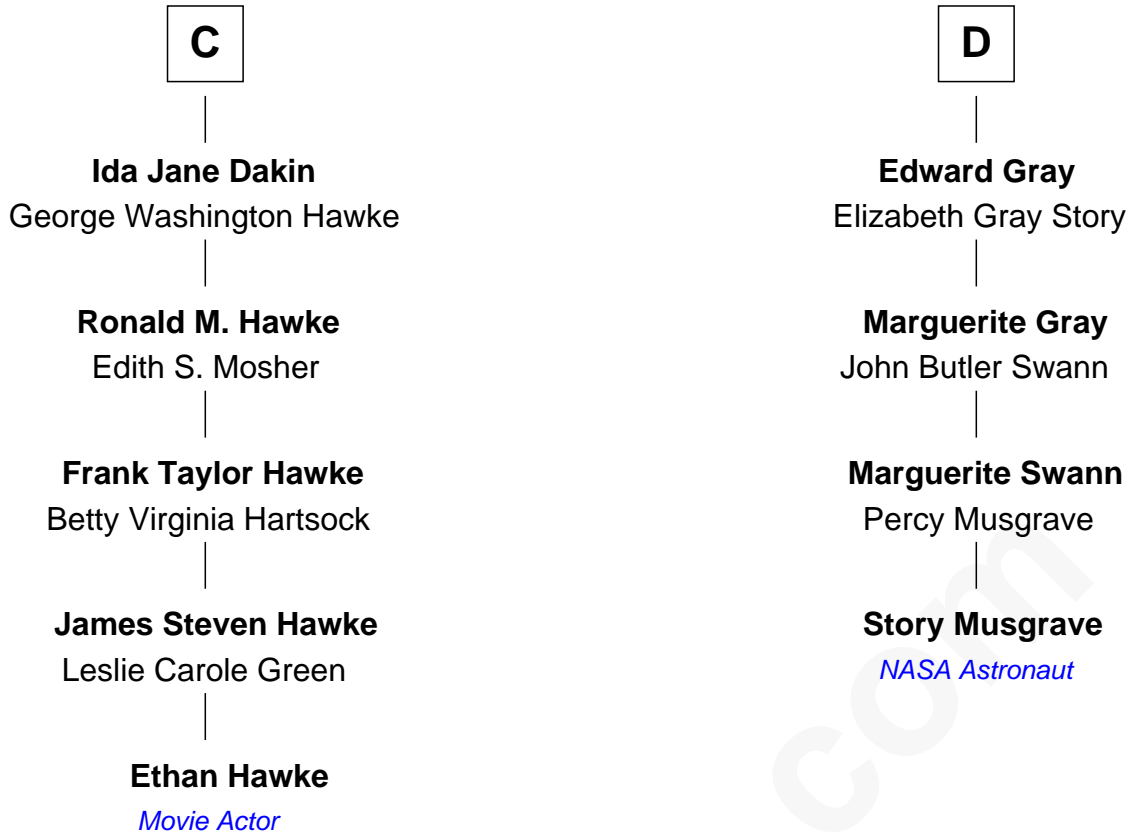 C
Ida Jane Dakin
George Washington Hawke
Ronald M. Hawke
Edith S. Mosher
Frank Taylor Hawke
Betty Virginia Hartsock
James Steven Hawke
Leslie Carole Green
Ethan Hawke
Movie Actor
D
Edward Gray
Elizabeth Gray Story
Marguerite Gray
John Butler Swann
Marguerite Swann
Percy Musgrave
Story Musgrave
NASA Astronaut
com